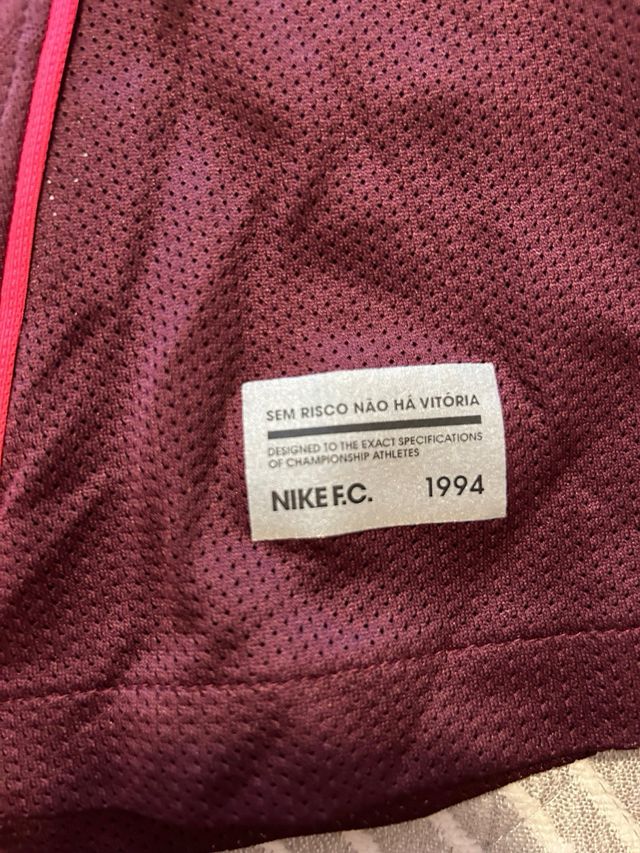 SEM RISCO NÃO HÁ VITÓRIA
DESIGNED TO THE EXACT SPECIFICATIONS
OF CHAMPIONSHIP ATHLETES
NIKE F.C. 1994